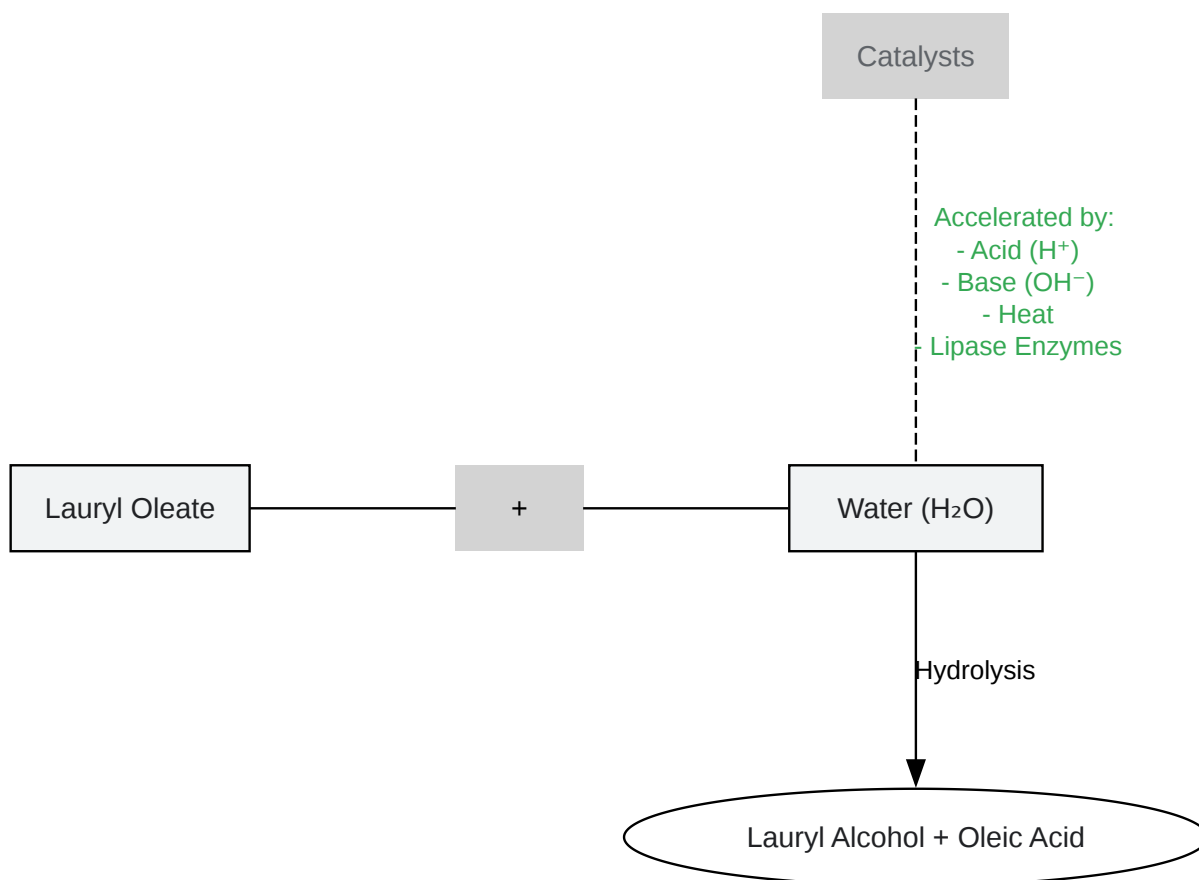 Catalysts
Accelerated by:
- Acid (H⁺)
- Base (OH⁻)
- Heat
- Lipase Enzymes
Lauryl Oleate
+
Water (H₂O)
Hydrolysis
Lauryl Alcohol + Oleic Acid